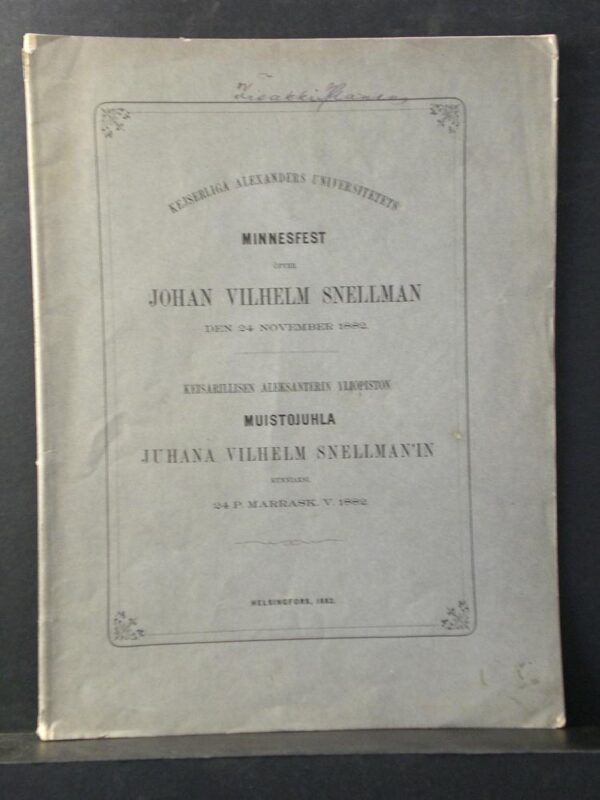 KEJSERLIGA ALEXANDERS UNIVERSITETETS
MINNESFEST
ÖFVER
JOHAN VILHELM SNELLMAN
DEN 24 NOVEMBER 1882.
KEISARILLISEN ALEKSANTERIN YLIOPISTON
MUISTOJUHLA
JUHANA VILHELM SNELLMAN'IN
KUNNIAKSI.
24 P. MARRASK. V. 1882.
HELSINGFORS, 1882.